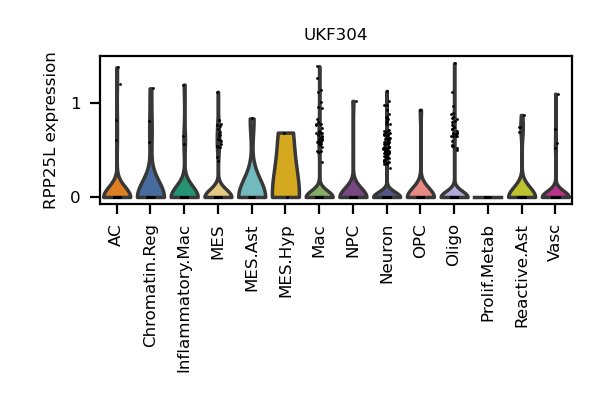 UKF304
RPP25L expression
1
0
AC
Chromatin.Reg
Inflammatory.Mac
MES
MES.Ast
MES.Hyp
Mac
NPC
Neuron
OPC
Oligo
Prolif.Metab
Reactive.Ast
Vasc